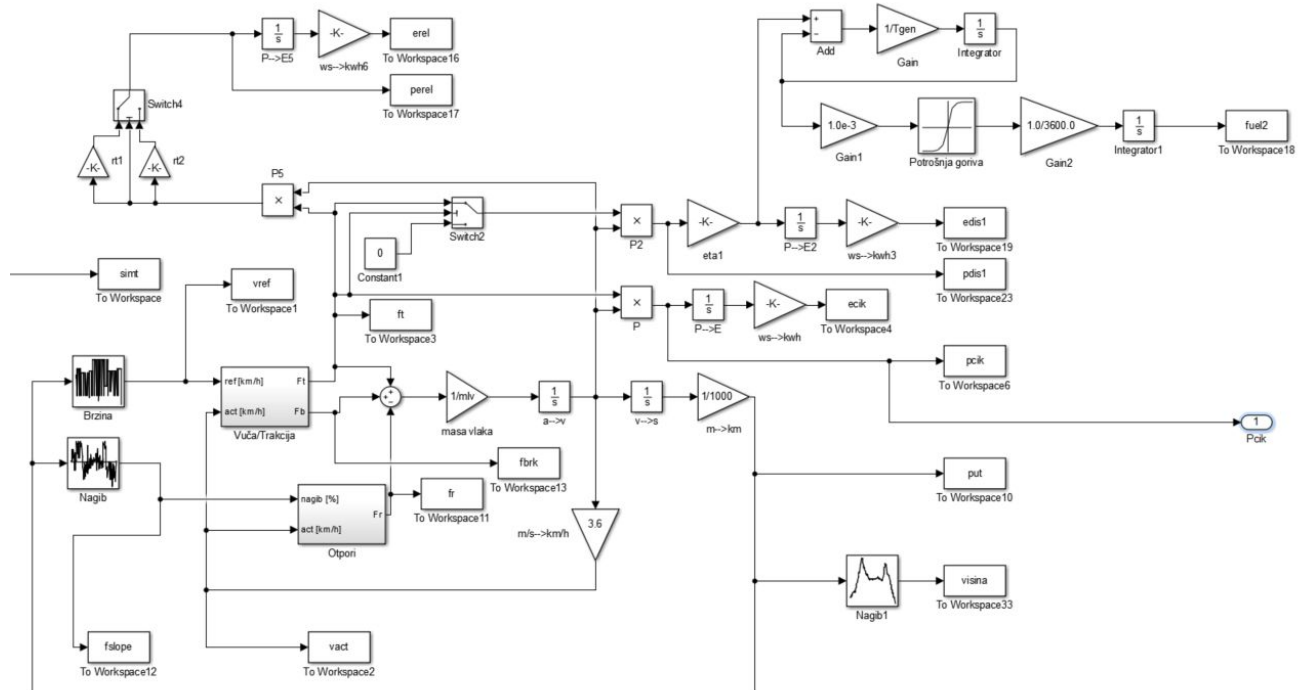 1
s
P-->E5
-K-
ws-->kwh6
erel
To Workspace16
perel
To Workspace17
Switch4
-K-
rt1
-K-
rt2
P5
×
+
−
Add
1/Tgen
Gain
1
s
Integrator
1.0e-3
Gain1
Potrošnja goriva
1.0/3600.0
Gain2
1
s
Integrator1
fuel2
To Workspace18
Switch2
0
Constant1
×
P2
-K-
eta1
1
s
P-->E2
-K-
ws-->kwh3
edis1
To Workspace19
pdis1
To Workspace23
simt
To Workspace
vref
To Workspace1
ft
To Workspace3
×
P
1
s
P-->E
-K-
ws-->kwh
ecik
To Workspace4
pcik
To Workspace6
1
Pcik
Brzina
ref [km/h]
Ft
act [km/h]
Fb
Vuča/Trakcija
+
+
−
1/mlv
masa vlaka
1
s
a-->v
1
s
v-->s
1/1000
m-->km
Nagib
fbrk
To Workspace13
put
To Workspace10
nagib [%]
act [km/h]
Fr
Otpori
fr
To Workspace11
3.6
m/s-->km/h
Nagib1
visina
To Workspace33
fslope
To Workspace12
vact
To Workspace2